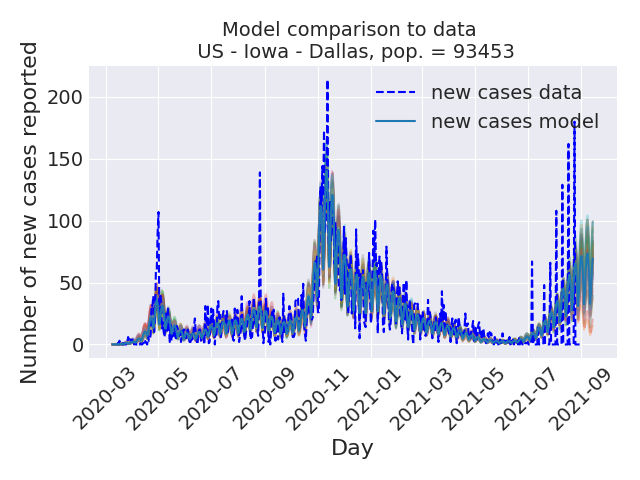 Model comparison to data
US - Iowa - Dallas, pop. = 93453
Number of new cases reported
200
150
100
50
0
new cases data
new cases model
2020-03
2020-05
2020-07
2020-09
2020-11
2021-01
2021-03
2021-05
2021-07
2021-09
Day